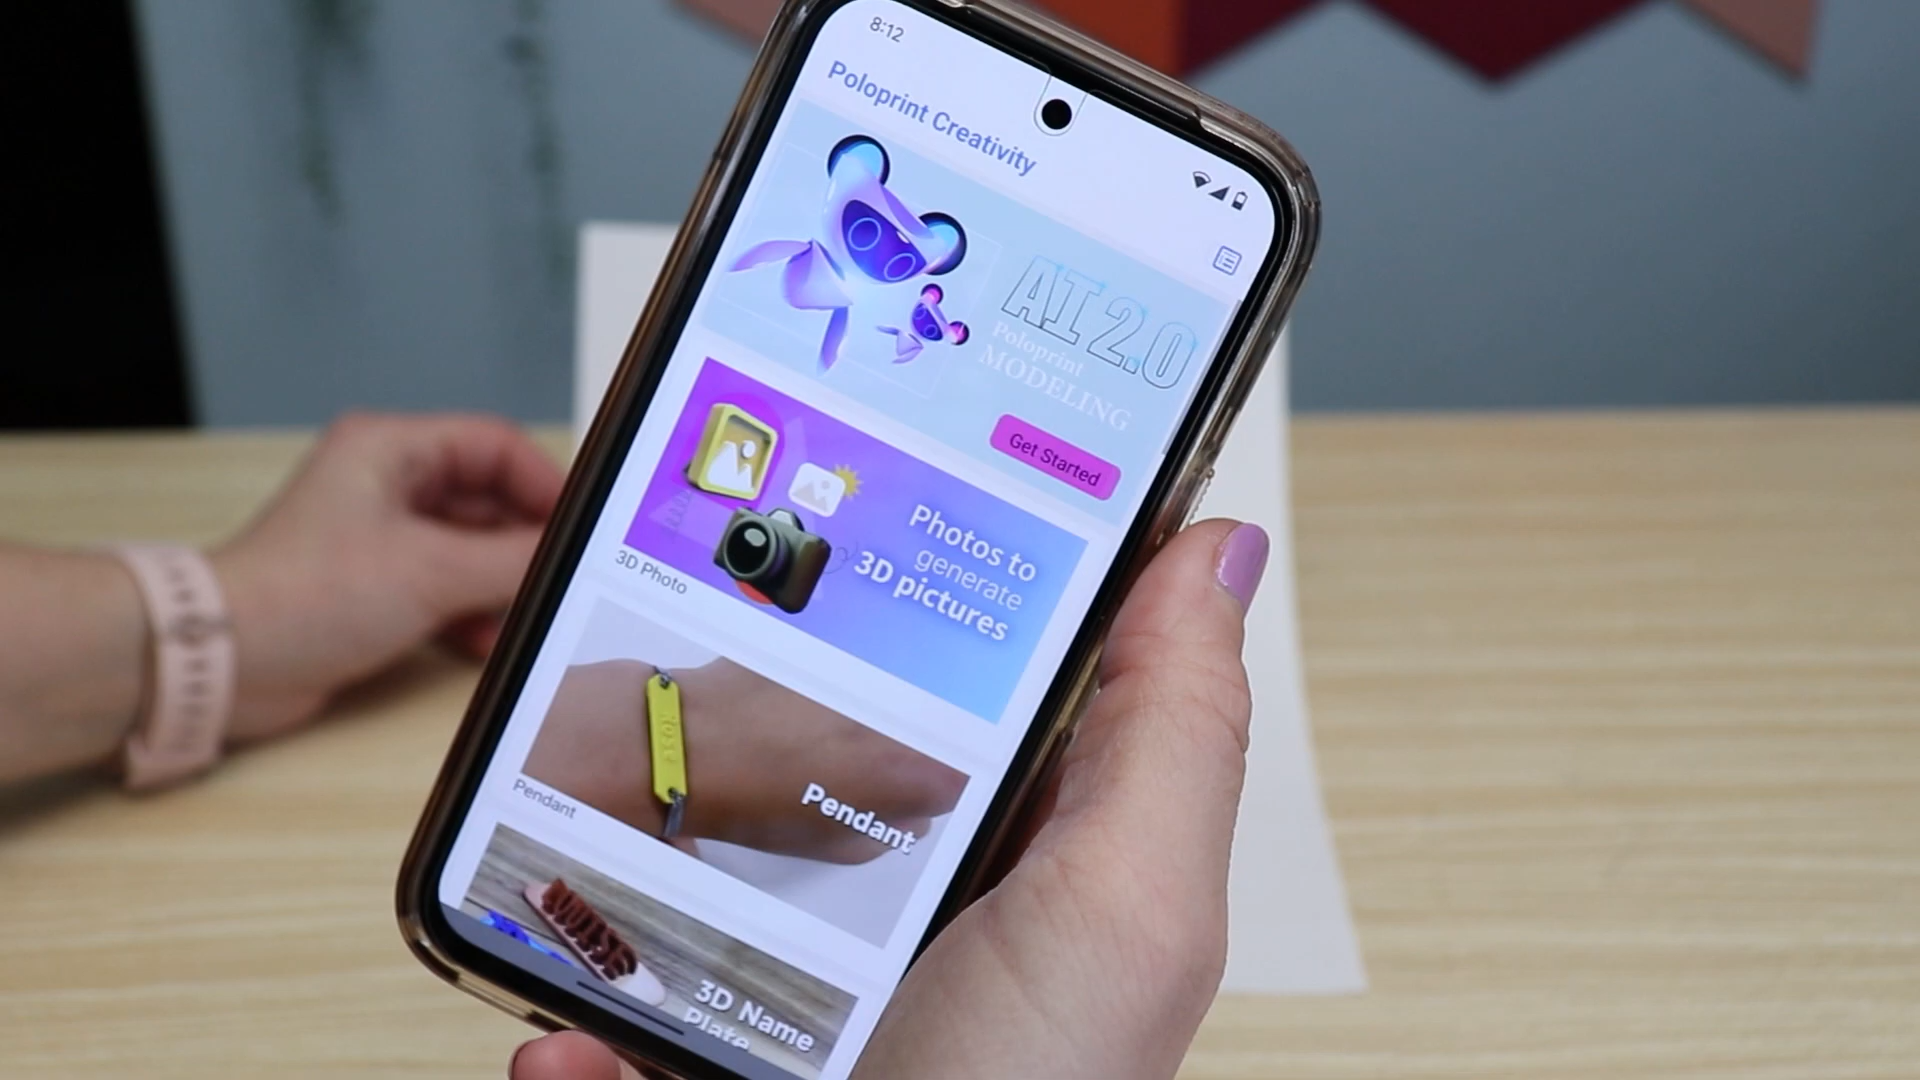 8:12
Poloprint Creativity
AI 2.0
Poloprint
MODELING
Get Started
Photos to
generate
3D pictures
3D Photo
Pendant
Pendant
3D Name
Plate